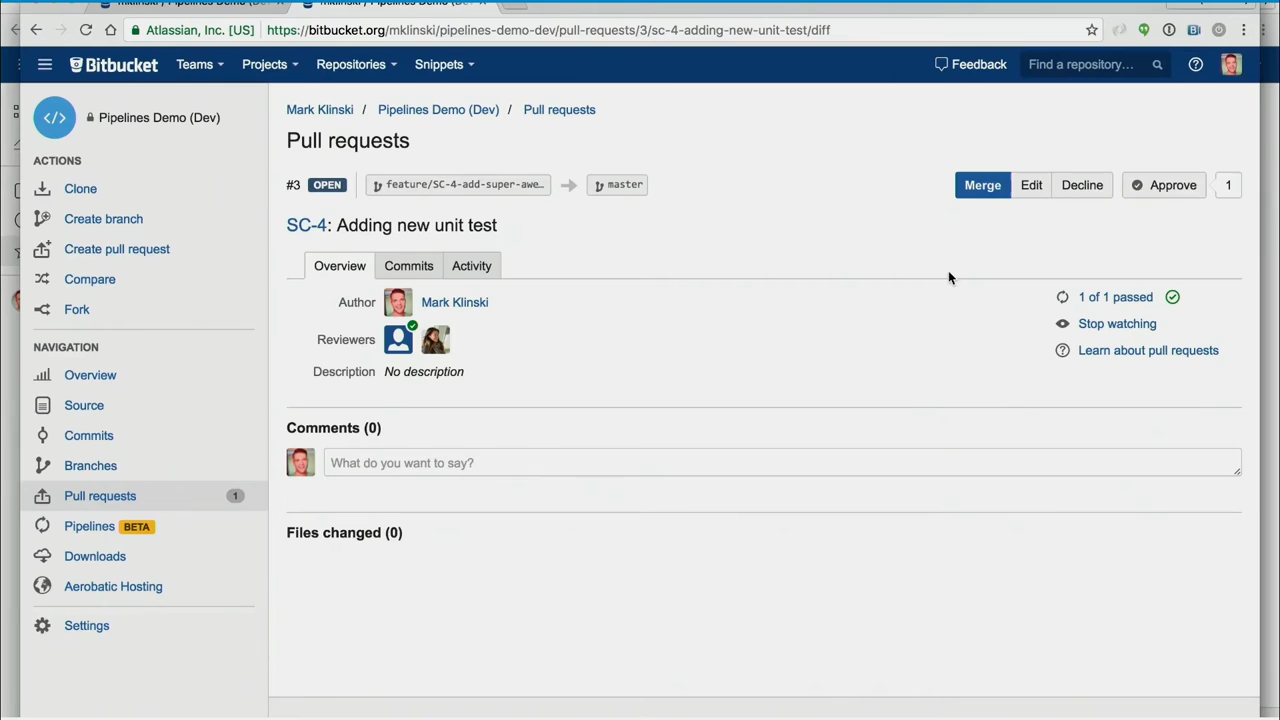 Atlassian, Inc. [US] https://bitbucket.org/mklinski/pipelines-demo-dev/pull-requests/3/sc-4-adding-new-unit-test/diff
Bitbucket Teams Projects Repositories Snippets Feedback Find a repository...
Pipelines Demo (Dev)
ACTIONS
Clone
Create branch
Create pull request
Compare
Fork
NAVIGATION
Overview
Source
Commits
Branches
Pull requests 1
Pipelines BETA
Downloads
Aerobatic Hosting
Settings
Mark Klinski / Pipelines Demo (Dev) / Pull requests
Pull requests
#3 OPEN feature/SC-4-add-super-awe… master Merge Edit Decline Approve 1
SC-4: Adding new unit test
Overview Commits Activity
Author Mark Klinski
Reviewers
Description No description
1 of 1 passed
Stop watching
Learn about pull requests
Comments (0)
What do you want to say?
Files changed (0)